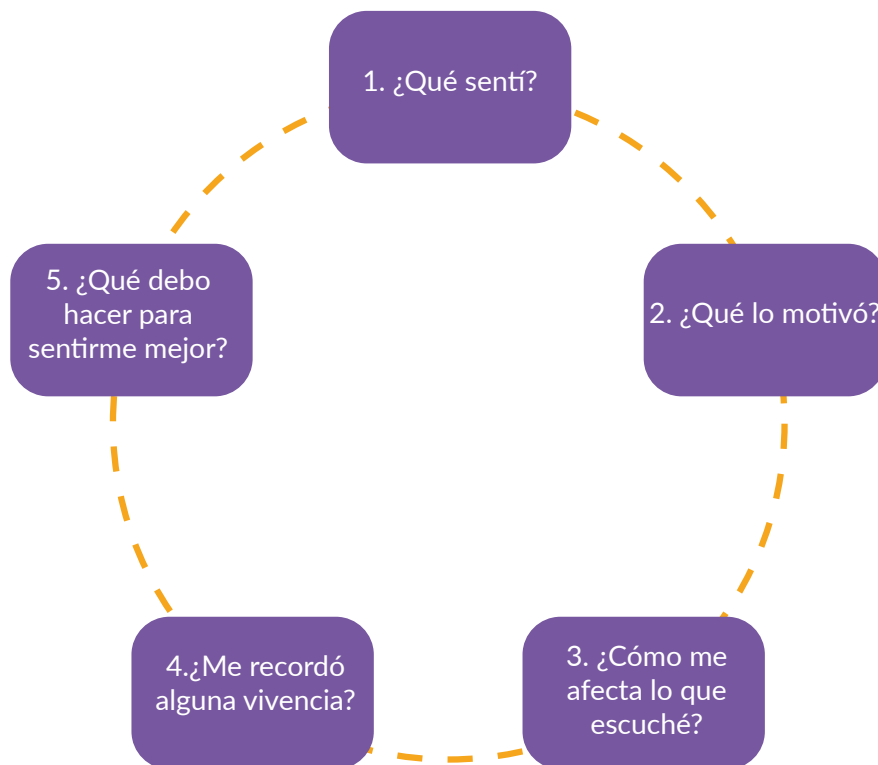 1. ¿Qué sentí?
2. ¿Qué lo motivó?
3. ¿Cómo me
afecta lo que
escuché?
4.¿Me recordó
alguna vivencia?
5. ¿Qué debo
hacer para
sentirme mejor?